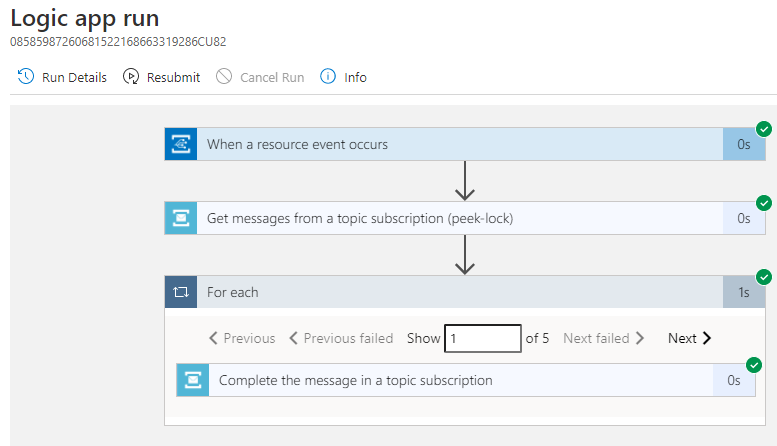 Logic app run
08585987260681522168663319286CU82
Run Details Resubmit Cancel Run Info
When a resource event occurs 0s
Get messages from a topic subscription (peek-lock) 0s
For each 1s
Previous Previous failed Show 1 of 5 Next failed Next
Complete the message in a topic subscription 0s